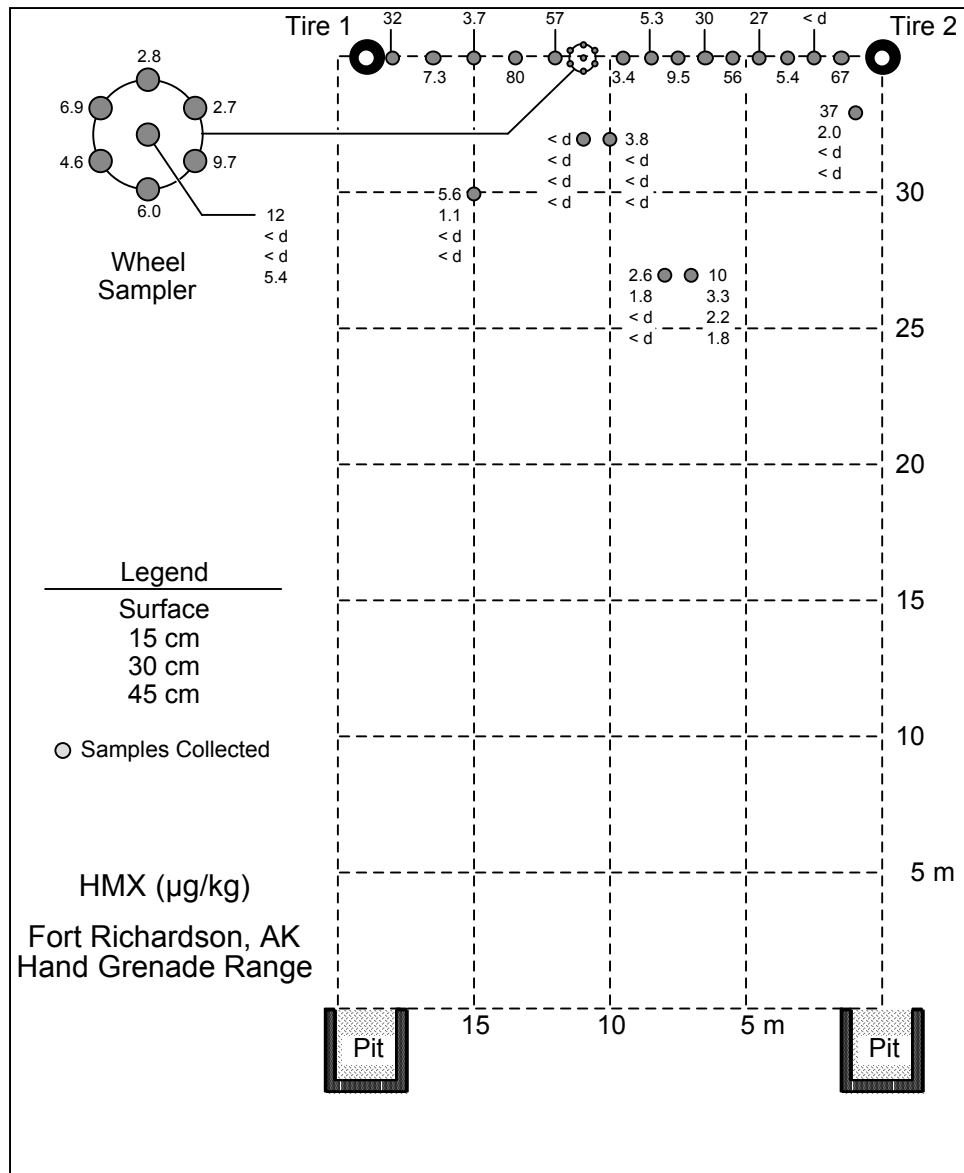 Tire 1
32
3.7
57
5.3
30
27
< d
Tire 2
7.3
80
3.4
9.5
56
5.4
67
2.8
6.9
2.7
4.6
9.7
6.0
12
< d
< d
5.4
Wheel
Sampler
37
2.0
< d
< d
< d
< d
< d
< d
3.8
< d
< d
< d
5.6
1.1
< d
< d
2.6
1.8
< d
< d
10
3.3
2.2
1.8
30
25
20
15
10
5 m
Legend
Surface
15 cm
30 cm
45 cm
Samples Collected
HMX (µg/kg)
Fort Richardson, AK
Hand Grenade Range
15
10
5 m
Pit
Pit